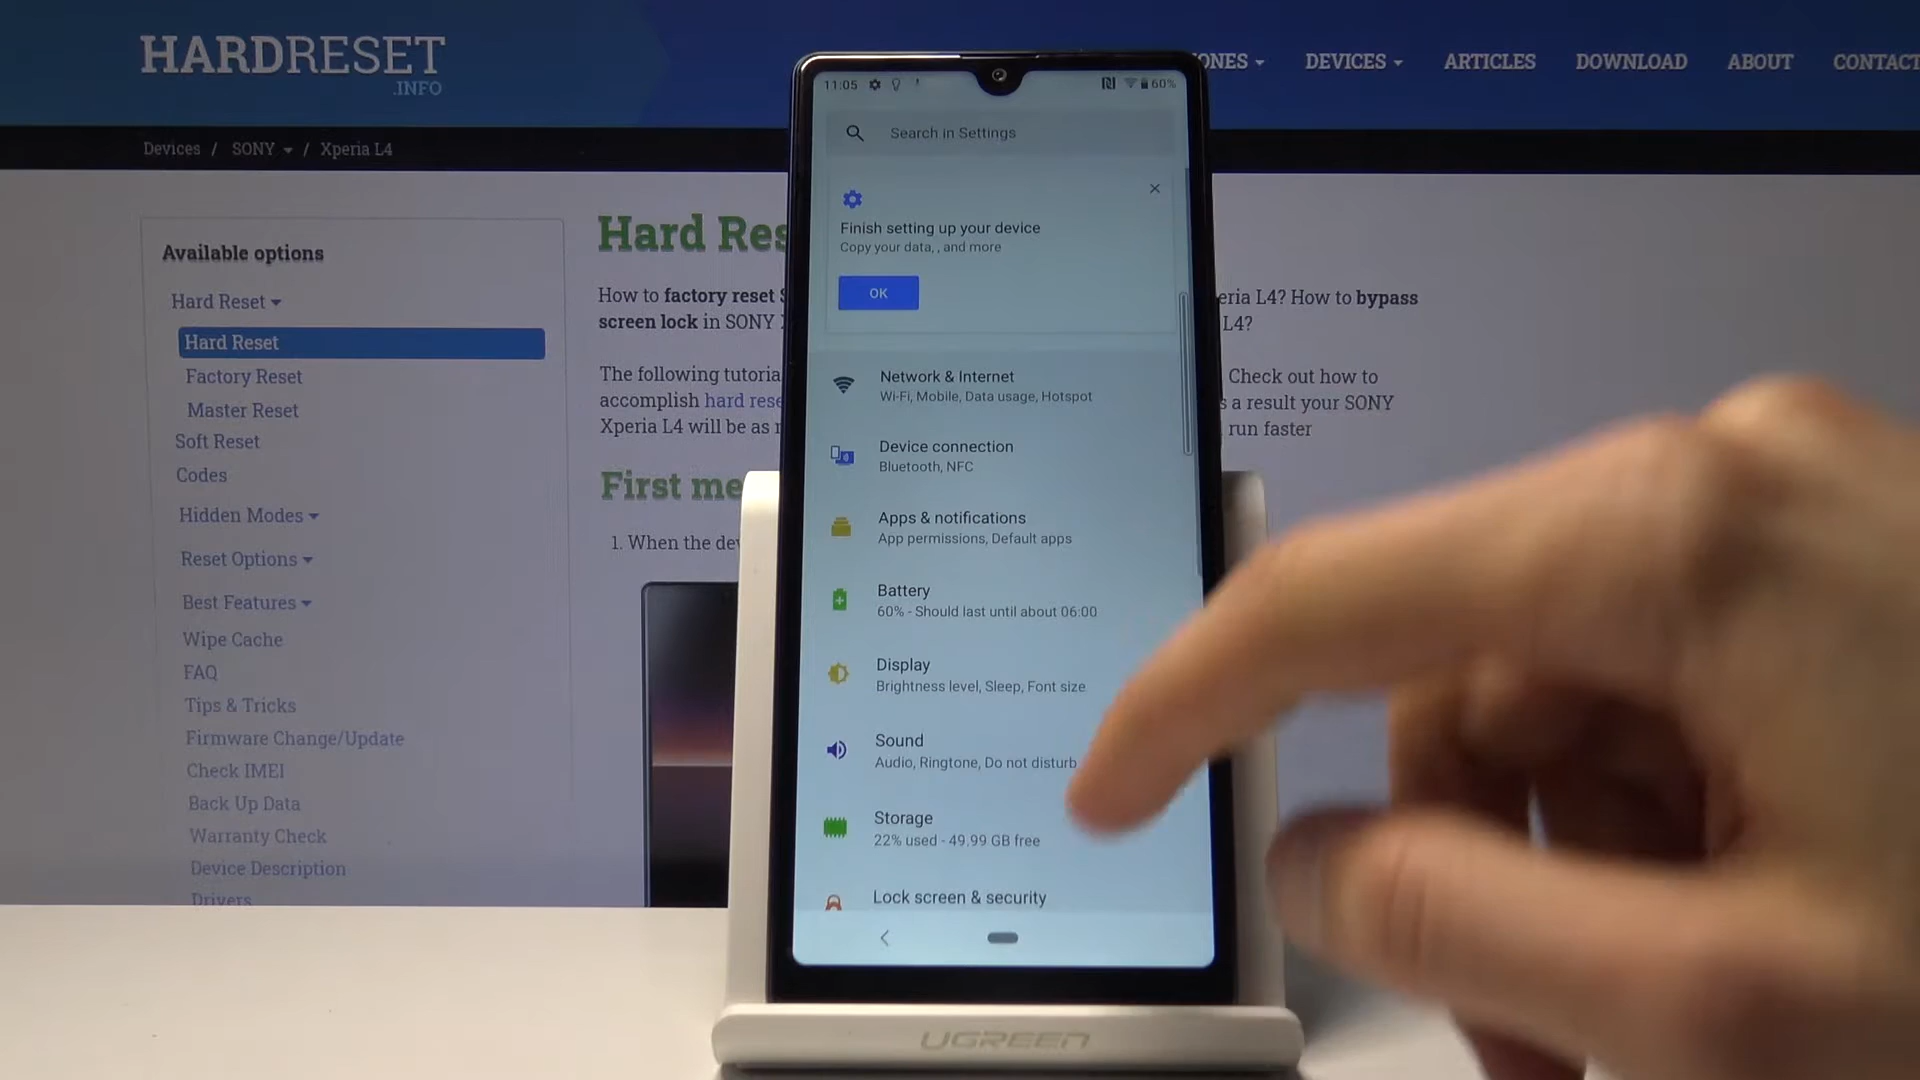 HARDRESET
.INFO
DEVICES
ARTICLES
DOWNLOAD
ABOUT
CONTACT
Devices / SONY / Xperia L4
Available options
Hard Reset
Hard Reset
Factory Reset
Master Reset
Soft Reset
Codes
Hidden Modes
Reset Options
Best Features
Wipe Cache
FAQ
Tips & Tricks
Firmware Change/Update
Check IMEI
Back Up Data
Warranty Check
Device Description
Drivers
Hard
How to factory reset
screen lock in SONY
The following
accomplish hard
Xperia L4 will be as
First
1. When the
L4? How to bypass
L4?
Check out how to
a result your SONY
run faster
11:05
60%
Search in Settings
Finish setting up your device
Copy your data, , and more
OK
Network & Internet
Wi-Fi, Mobile, Data usage, Hotspot
Device connection
Bluetooth, NFC
Apps & notifications
App permissions, Default apps
Battery
60% - Should last until about 06:00
Display
Brightness level, Sleep, Font size
Sound
Audio, Ringtone, Do not disturb
Storage
22% used - 49.99 GB free
Lock screen & security
UGREEN